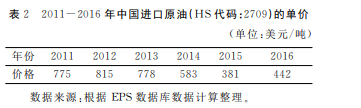 表 2 2011—2016 年中国进口原油(HS 代码:2709)的单价
(单位:美元/吨)
年份 2011 2012 2013 2014 2015 2016
价格 775 815 778 583 381 442
数据来源:根据 EPS 数据库数据计算整理。